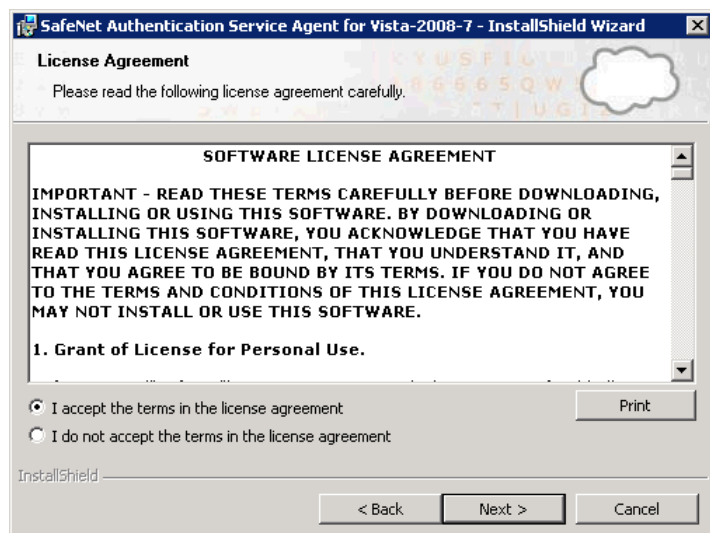 SafeNet Authentication Service Agent for Vista-2008-7 - InstallShield Wizard
License Agreement
Please read the following license agreement carefully.
SOFTWARE LICENSE AGREEMENT
IMPORTANT - READ THESE TERMS CAREFULLY BEFORE DOWNLOADING,
INSTALLING OR USING THIS SOFTWARE. BY DOWNLOADING OR
INSTALLING THIS SOFTWARE, YOU ACKNOWLEDGE THAT YOU HAVE
READ THIS LICENSE AGREEMENT, THAT YOU UNDERSTAND IT, AND
THAT YOU AGREE TO BE BOUND BY ITS TERMS. IF YOU DO NOT AGREE
TO THE TERMS AND CONDITIONS OF THIS LICENSE AGREEMENT, YOU
MAY NOT INSTALL OR USE THIS SOFTWARE.
1. Grant of License for Personal Use.
I accept the terms in the license agreement
Print
I do not accept the terms in the license agreement
InstallShield
< Back
Next >
Cancel